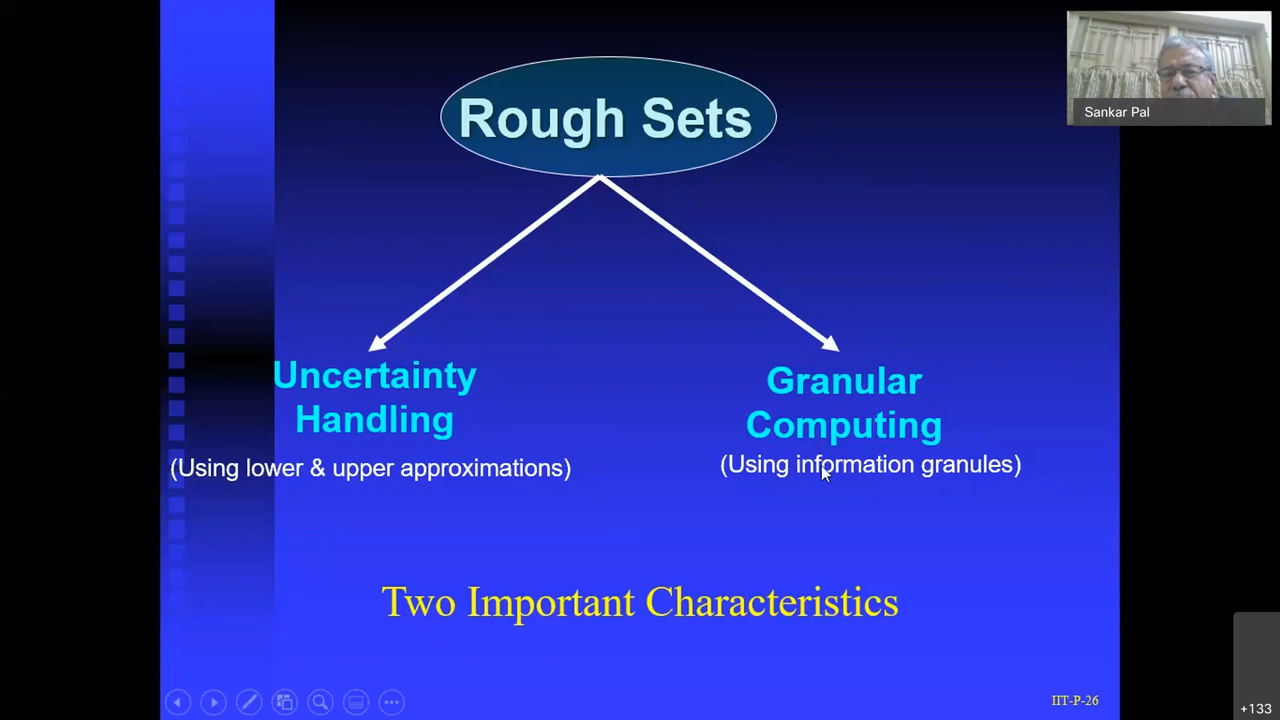 Rough Sets
Sankar Pal
Uncertainty
Handling
(Using lower & upper approximations)
Granular
Computing
(Using information granules)
Two Important Characteristics
IIT-P-26
+133